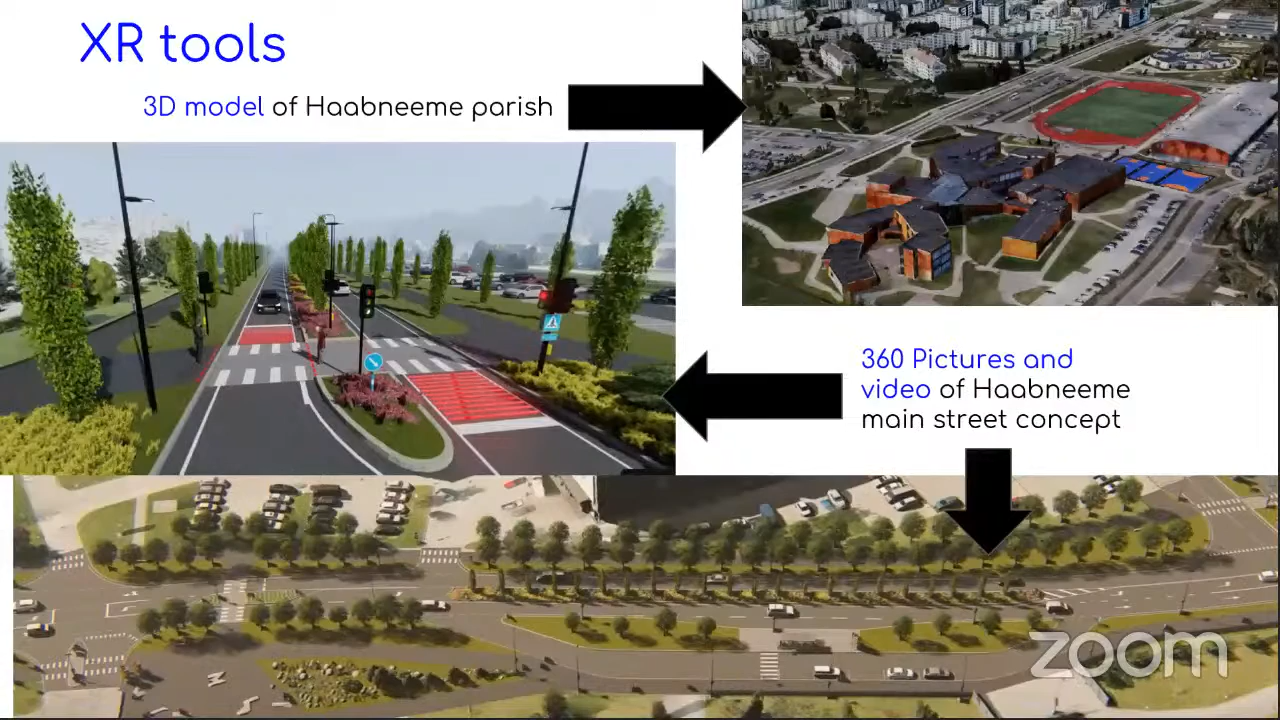 XR tools
3D model of Haabneeme parish
360 Pictures and
video of Haabneeme
main street concept
zoom